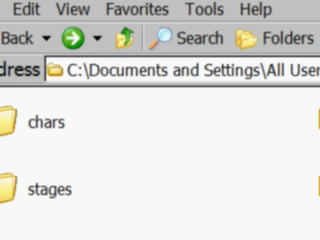 Edit View Favorites Tools Help
Back Search Folders
dress C:\Documents and Settings\All User
chars
stages